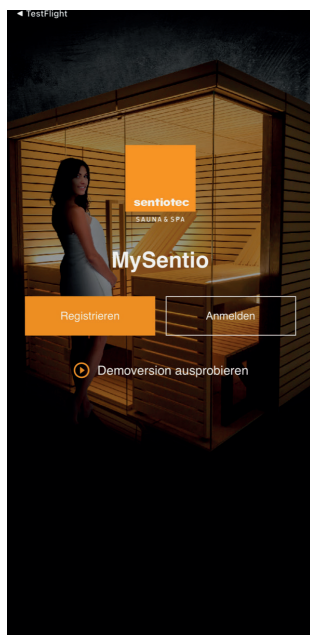 ◀ TestFlight
sentiotec
SAUNA & SPA
MySentio
Registrieren
Anmelden
Demoversion ausprobieren